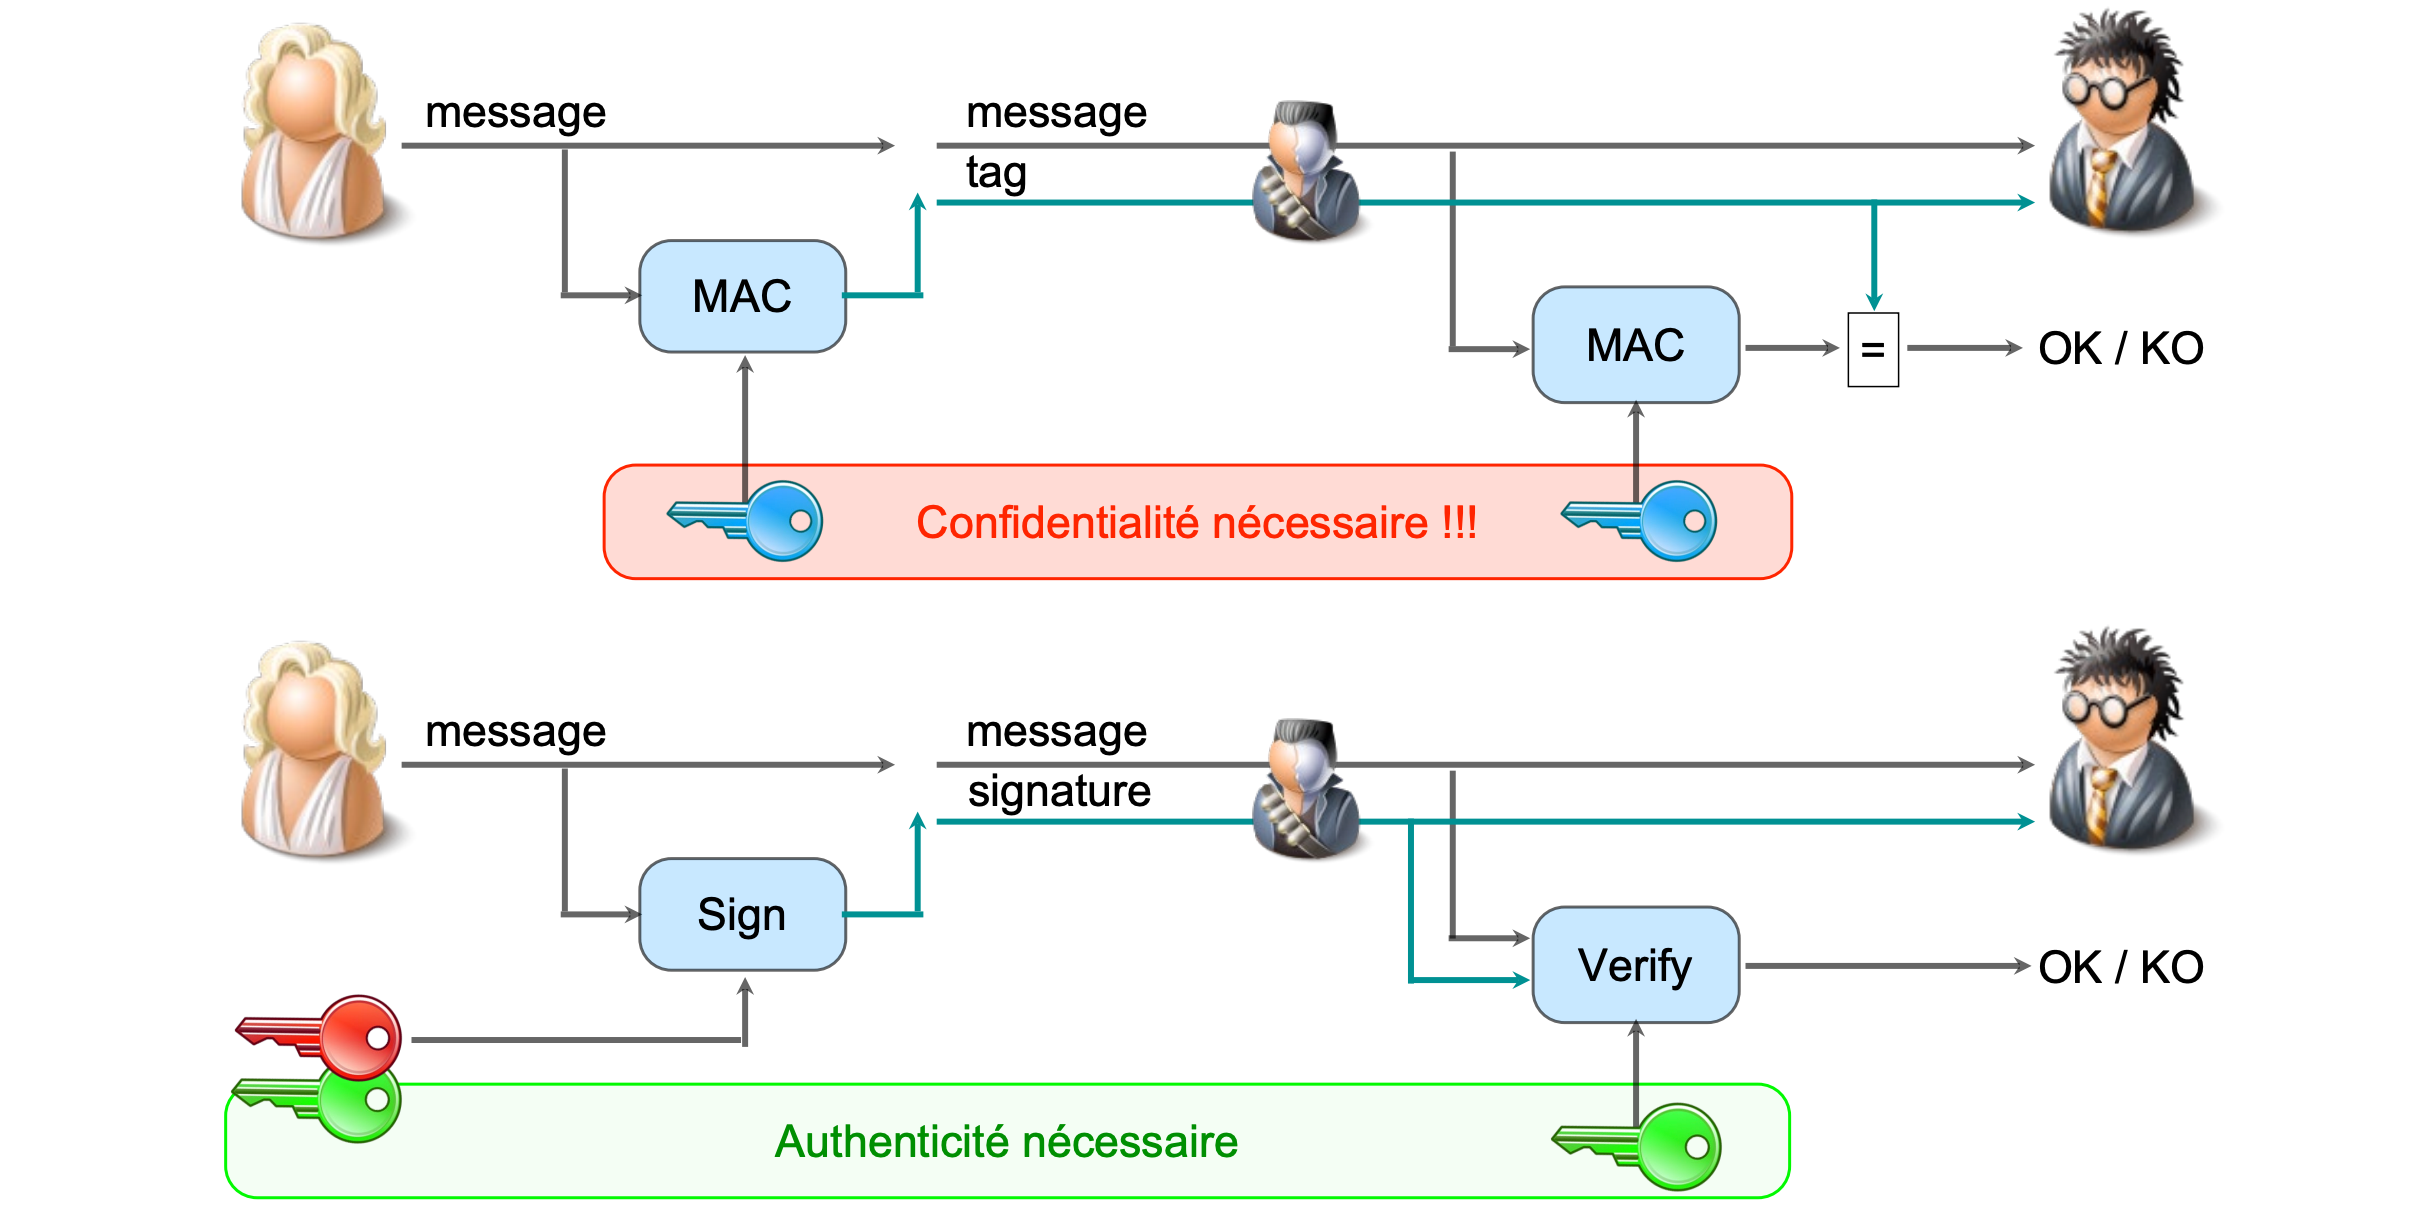 message
message
tag
MAC
MAC
=
OK / KO
Confidentialité nécessaire !!!
message
message
signature
Sign
Verify
OK / KO
Authenticité nécessaire